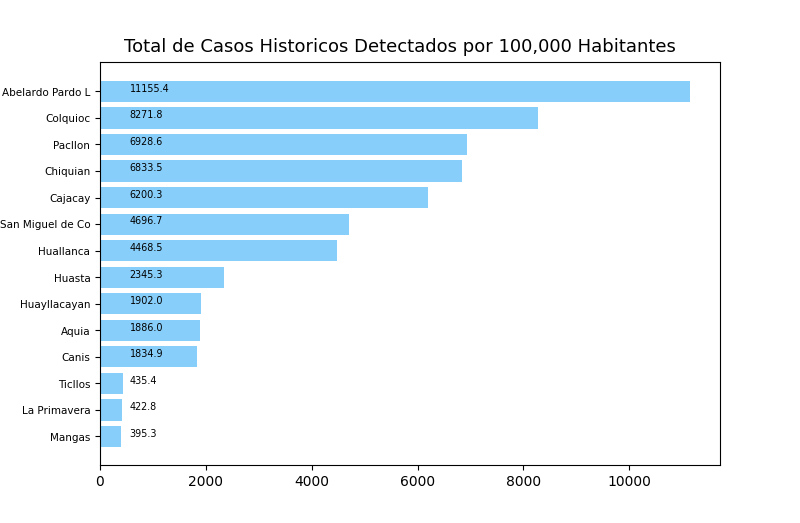 Total de Casos Historicos Detectados por 100,000 Habitantes
Abelardo Pardo L 11155.4
Colquioc 8271.8
Pacllon 6928.6
Chiquian 6833.5
Cajacay 6200.3
San Miguel de Co 4696.7
Huallanca 4468.5
Huasta 2345.3
Huayllacayan 1902.0
Aquia 1886.0
Canis 1834.9
Ticllos 435.4
La Primavera 422.8
Mangas 395.3
0 2000 4000 6000 8000 10000